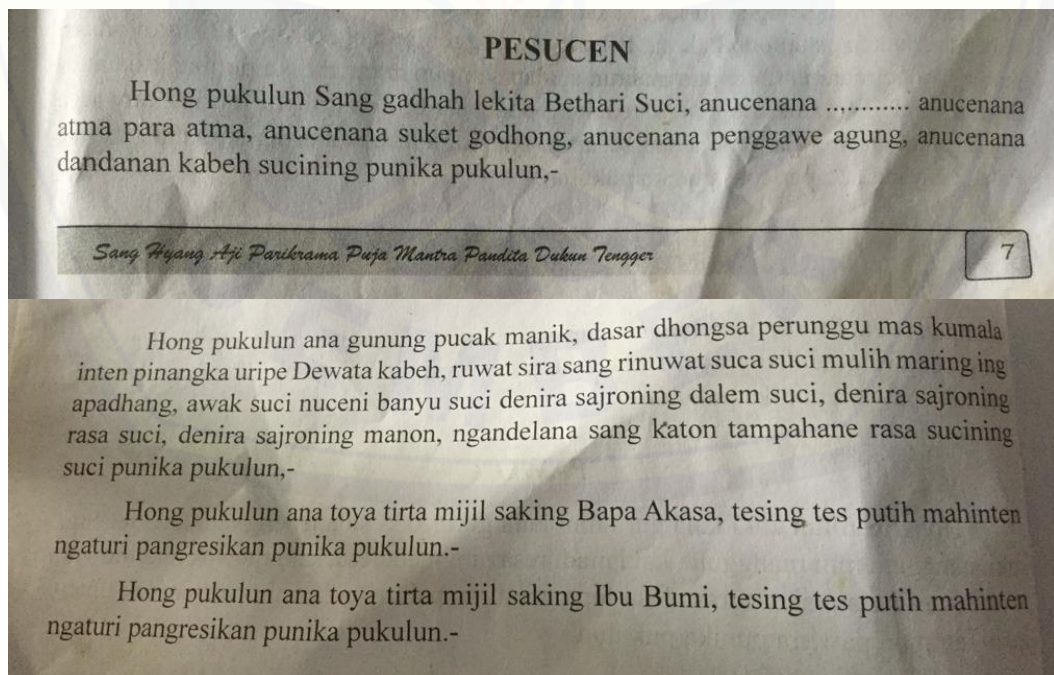 PESUCEN
Hong pukulun Sang gadhah lekita Bethari Suci, anucenana ............ anucenana
atma para atma, anucenana suket godhong, anucenana penggawe agung, anucenana
dandanan kabeh sucining punika pukulun,-
Sang Hyang Aji Parikrama Puja Mantra Pandita Dukun Tengger
7
Hong pukulun ana gunung pucak manik, dasar dhongsa perunggu mas kumala
inten pinangka uripe Dewata kabeh, ruwat sira sang rinuwat suca suci mulih maring ing
apadhang, awak suci nuceni banyu suci denira sajroning dalem suci, denira sajroning
rasa suci, denira sajroning manon, ngandelana sang katon tampahane rasa sucining
suci punika pukulun,-
Hong pukulun ana toya tirta mijil saking Bapa Akasa, tesing tes putih mahinten
ngaturi pangresikan punika pukulun.-
Hong pukulun ana toya tirta mijil saking Ibu Bumi, tesing tes putih mahinten
ngaturi pangresikan punika pukulun.-